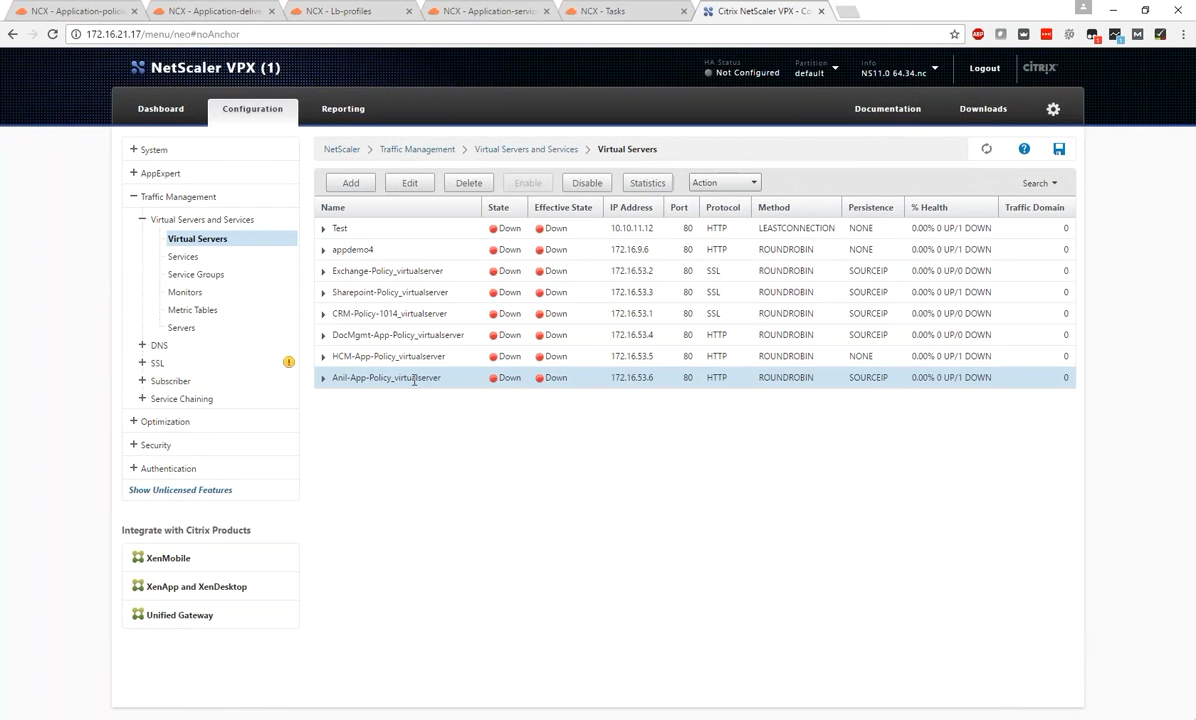 NCX - Application-polic
NCX - Application-deliv
NCX - Lb-profiles
NCX - Application-servi
NCX - Tasks
Citrix NetScaler VPX - Co
172.16.21.17/menu/neo#noAnchor
NetScaler VPX (1)
HA Status
Not Configured
Partition
default
Info
NS11.0 64.34.nc
Logout
CITRIX
Dashboard
Configuration
Reporting
Documentation
Downloads
System
AppExpert
Traffic Management
Virtual Servers and Services
Virtual Servers
Services
Service Groups
Monitors
Metric Tables
Servers
DNS
SSL
Subscriber
Service Chaining
Optimization
Security
Authentication
Show Unlicensed Features
Integrate with Citrix Products
XenMobile
XenApp and XenDesktop
Unified Gateway
NetScaler > Traffic Management > Virtual Servers and Services > Virtual Servers
Add Edit Delete Enable Disable Statistics Action Search
Name State Effective State IP Address Port Protocol Method Persistence % Health Traffic Domain
Test Down Down 10.10.11.12 80 HTTP LEASTCONNECTION NONE 0.00% 0 UP/1 DOWN 0
appdemo4 Down Down 172.16.9.6 80 HTTP ROUNDROBIN NONE 0.00% 0 UP/1 DOWN 0
Exchange-Policy_virtualserver Down Down 172.16.53.2 80 SSL ROUNDROBIN SOURCEIP 0.00% 0 UP/0 DOWN 0
Sharepoint-Policy_virtualserver Down Down 172.16.53.3 80 SSL ROUNDROBIN SOURCEIP 0.00% 0 UP/0 DOWN 0
CRM-Policy-1014_virtualserver Down Down 172.16.53.1 80 SSL ROUNDROBIN SOURCEIP 0.00% 0 UP/0 DOWN 0
DocMgmt-App-Policy_virtualserver Down Down 172.16.53.4 80 HTTP ROUNDROBIN SOURCEIP 0.00% 0 UP/0 DOWN 0
HCM-App-Policy_virtualserver Down Down 172.16.53.5 80 HTTP ROUNDROBIN NONE 0.00% 0 UP/1 DOWN 0
Anil-App-Policy_virtualserver Down Down 172.16.53.6 80 HTTP ROUNDROBIN SOURCEIP 0.00% 0 UP/1 DOWN 0